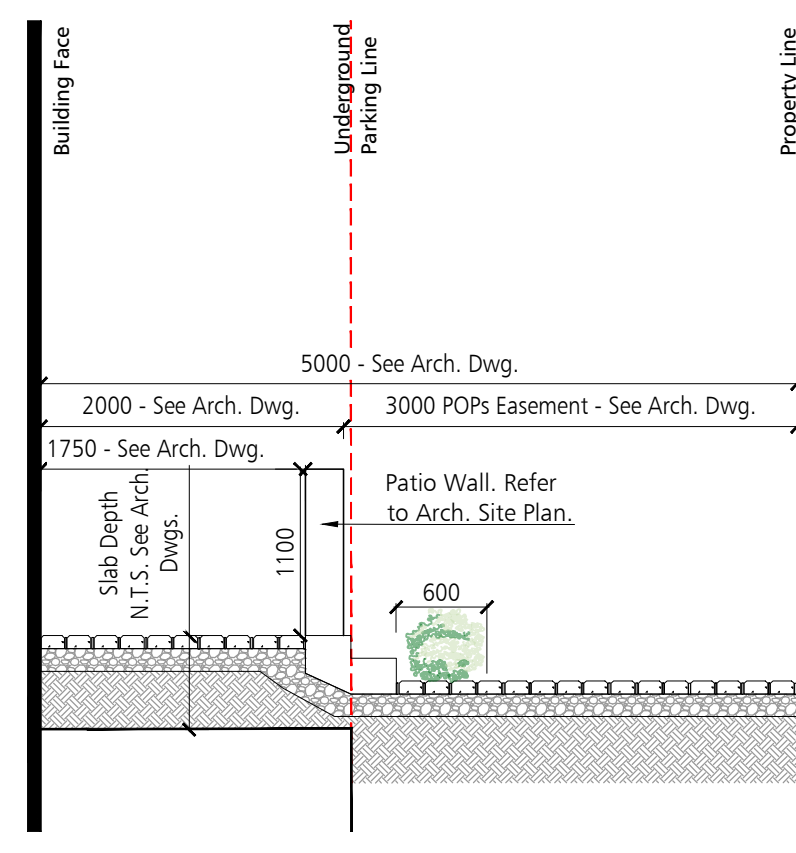 Building Face
Underground
Parking Line
Property Line
5000 - See Arch. Dwg.
2000 - See Arch. Dwg.
3000 POPs Easement - See Arch. Dwg.
1750 - See Arch. Dwg.
Slab Depth
N.T.S. See Arch.
Dwgs.
1100
Patio Wall. Refer
to Arch. Site Plan.
600